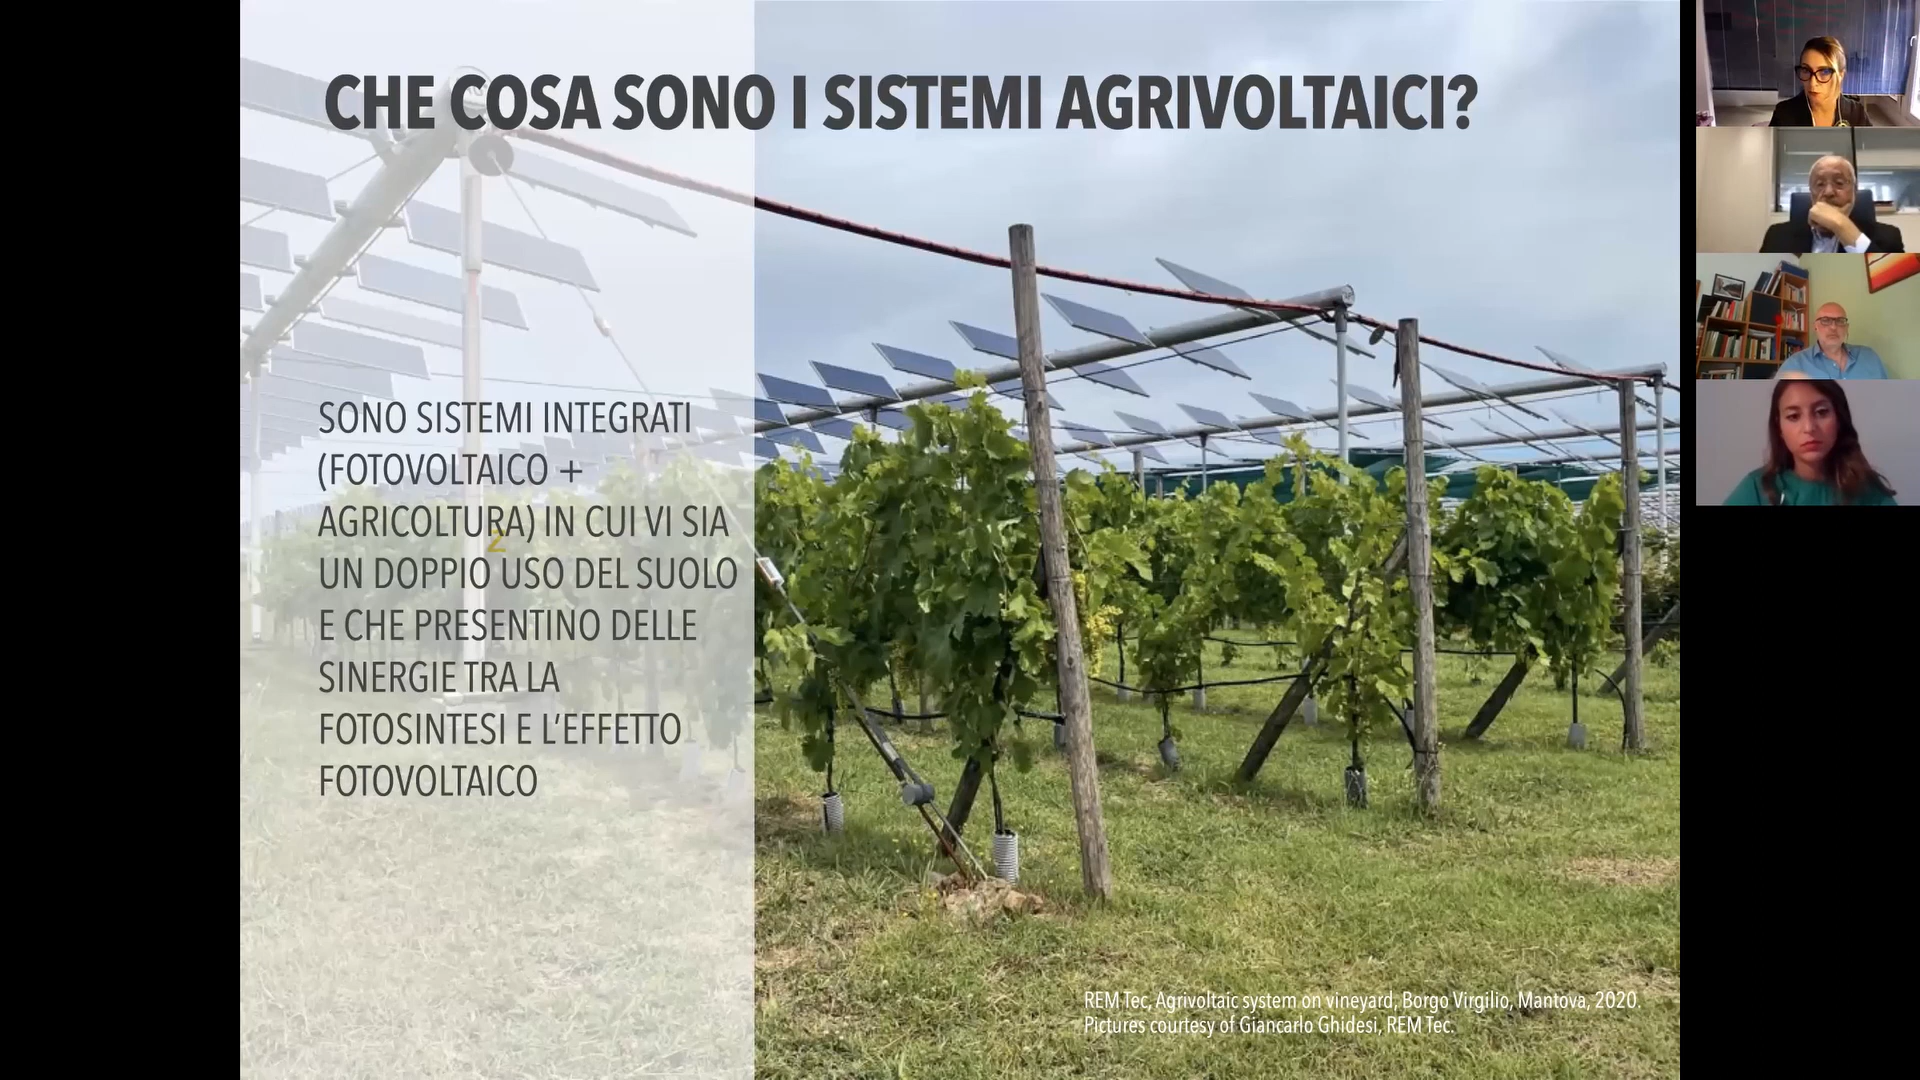 CHE COSA SONO I SISTEMI AGRIVOLTAICI?
SONO SISTEMI INTEGRATI
(FOTOVOLTAICO +
AGRICOLTURA) IN CUI VI SIA
2
UN DOPPIO USO DEL SUOLO
E CHE PRESENTINO DELLE
SINERGIE TRA LA
FOTOSINTESI E L'EFFETTO
FOTOVOLTAICO
REM Tec, Agrivoltaic system on vineyard, Borgo Virgilio, Mantova, 2020.
Pictures courtesy of Giancarlo Ghidesi, REM Tec.